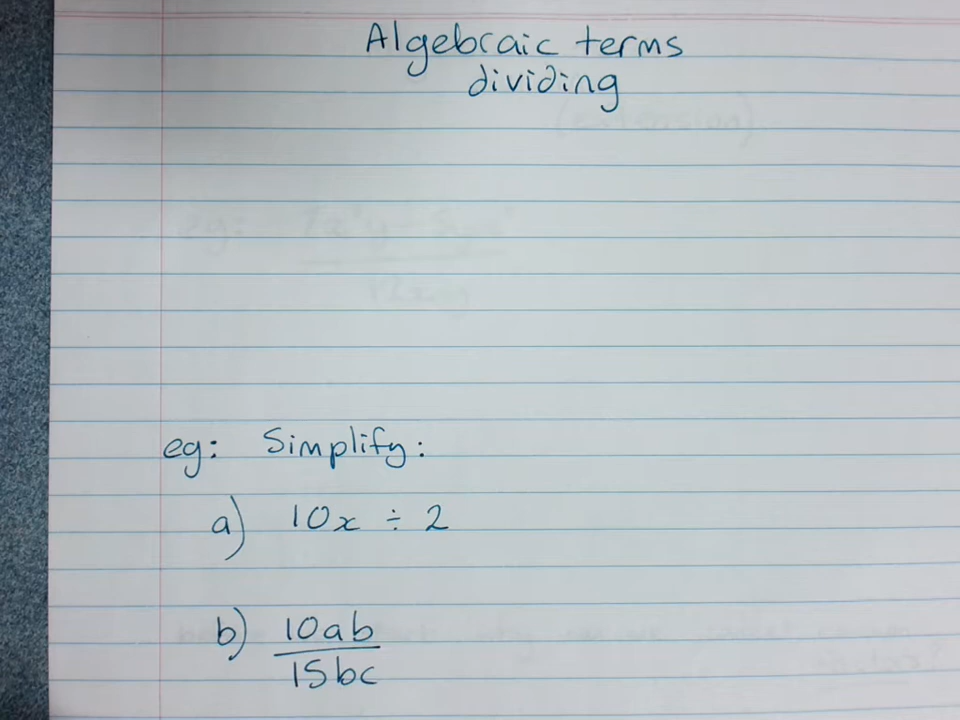 Algebraic terms
dividing
eg: Simplify:
a) 10x ÷ 2
b) 10ab
15bc